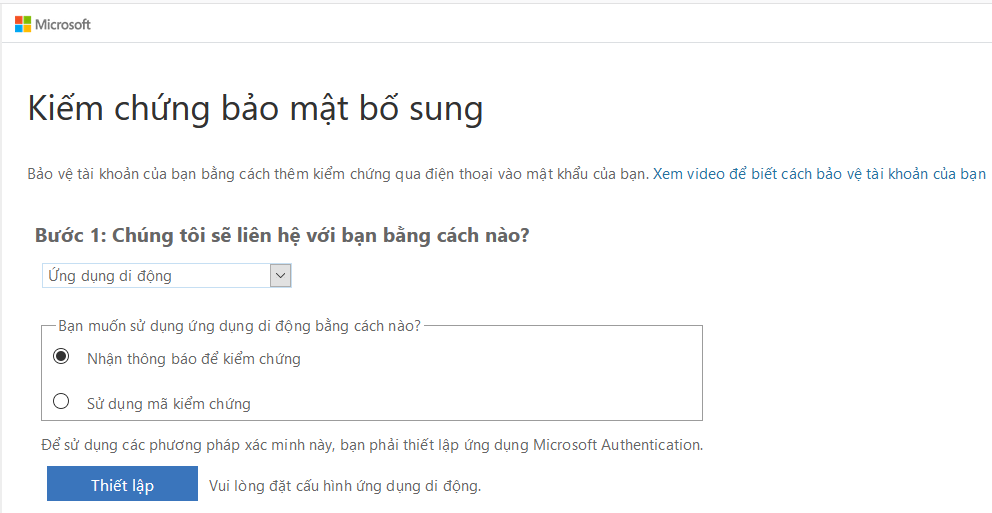 Microsoft
Kiểm chứng bảo mật bổ sung
Bảo vệ tài khoản của bạn bằng cách thêm kiểm chứng qua điện thoại vào mật khẩu của bạn. Xem video để biết cách bảo vệ tài khoản của bạn
Bước 1: Chúng tôi sẽ liên hệ với bạn bằng cách nào?
Ứng dụng di động
Bạn muốn sử dụng ứng dụng di động bằng cách nào?
Nhận thông báo để kiểm chứng
Sử dụng mã kiểm chứng
Để sử dụng các phương pháp xác minh này, bạn phải thiết lập ứng dụng Microsoft Authentication.
Thiết lập Vui lòng đặt cấu hình ứng dụng di động.